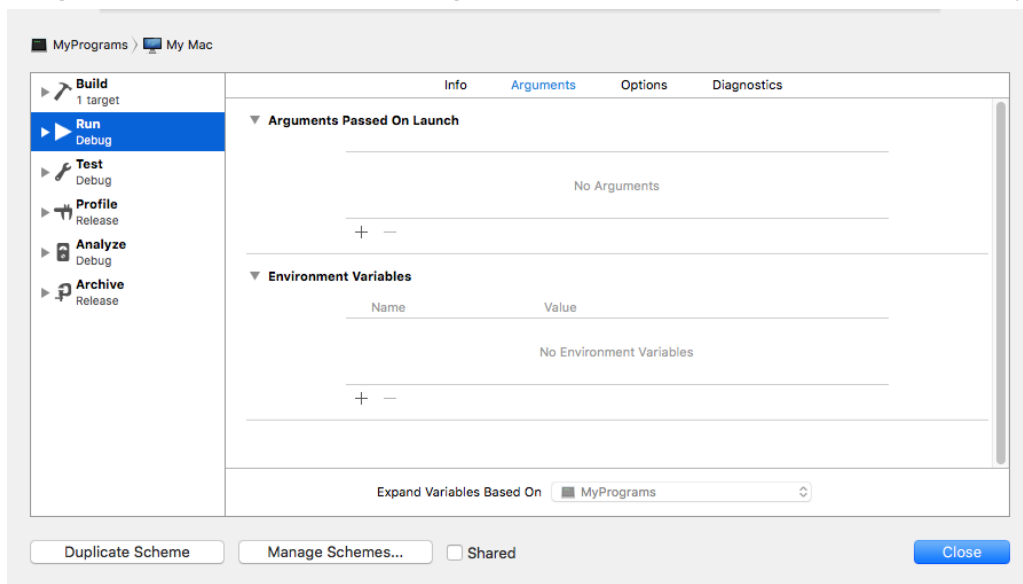 MyPrograms 〉 My Mac
Build
1 target
Run
Debug
Test
Debug
Profile
Release
Analyze
Debug
Archive
Release
Info Arguments Options Diagnostics
Arguments Passed On Launch
No Arguments
+ —
Environment Variables
Name Value
No Environment Variables
+ —
Expand Variables Based On MyPrograms
Duplicate Scheme Manage Schemes... Shared Close